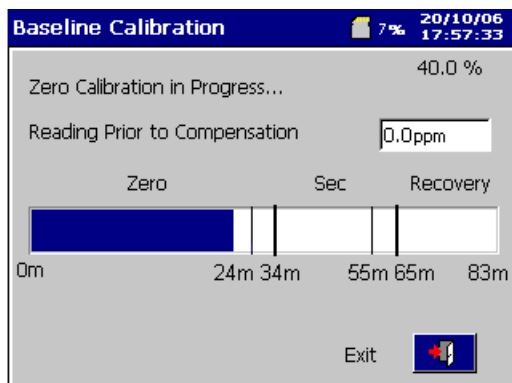 Baseline Calibration 7% 20/10/06
17:57:33
40.0 %
Zero Calibration in Progress...
Reading Prior to Compensation 0.0ppm
Zero Sec Recovery
0m 24m 34m 55m 65m 83m
Exit